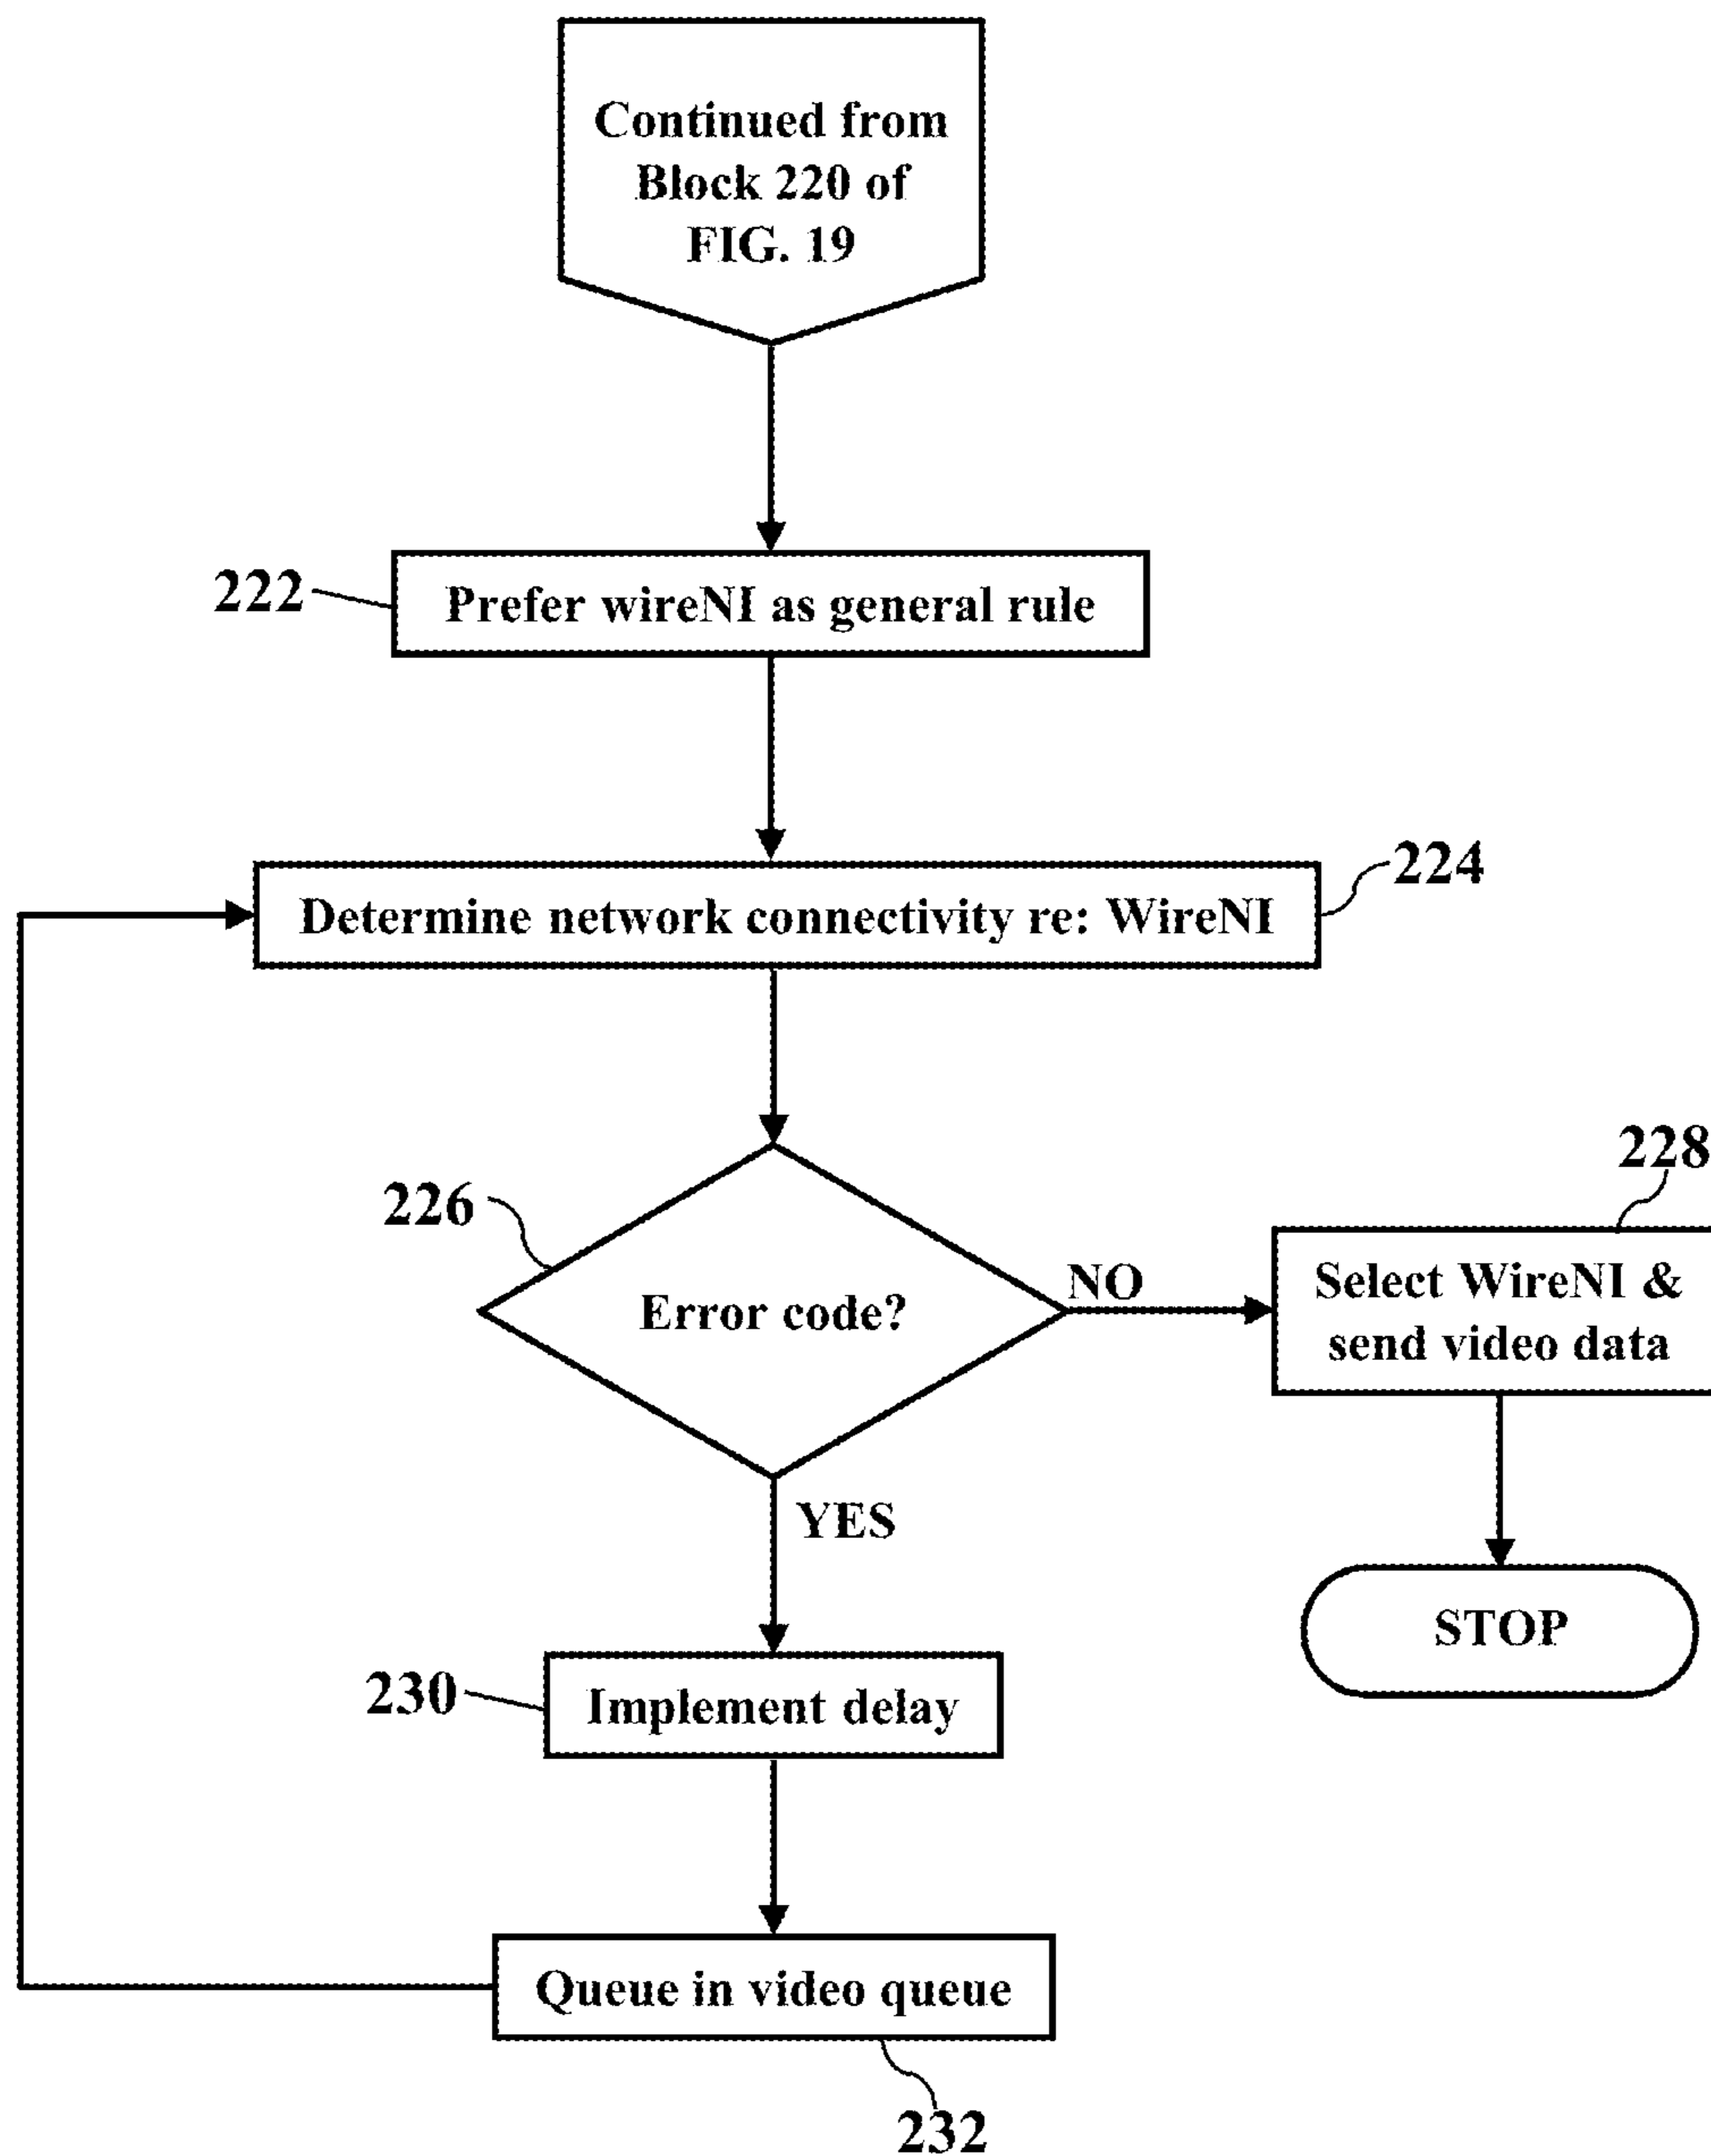 Continued from
Block 220 of
FIG. 19
222
Prefer wireNI as general rule
224
Determine network connectivity re: WireNI
226
Error code?
NO
228
Select WireNI &
send video data
YES
STOP
230
Implement delay
Queue in video queue
232